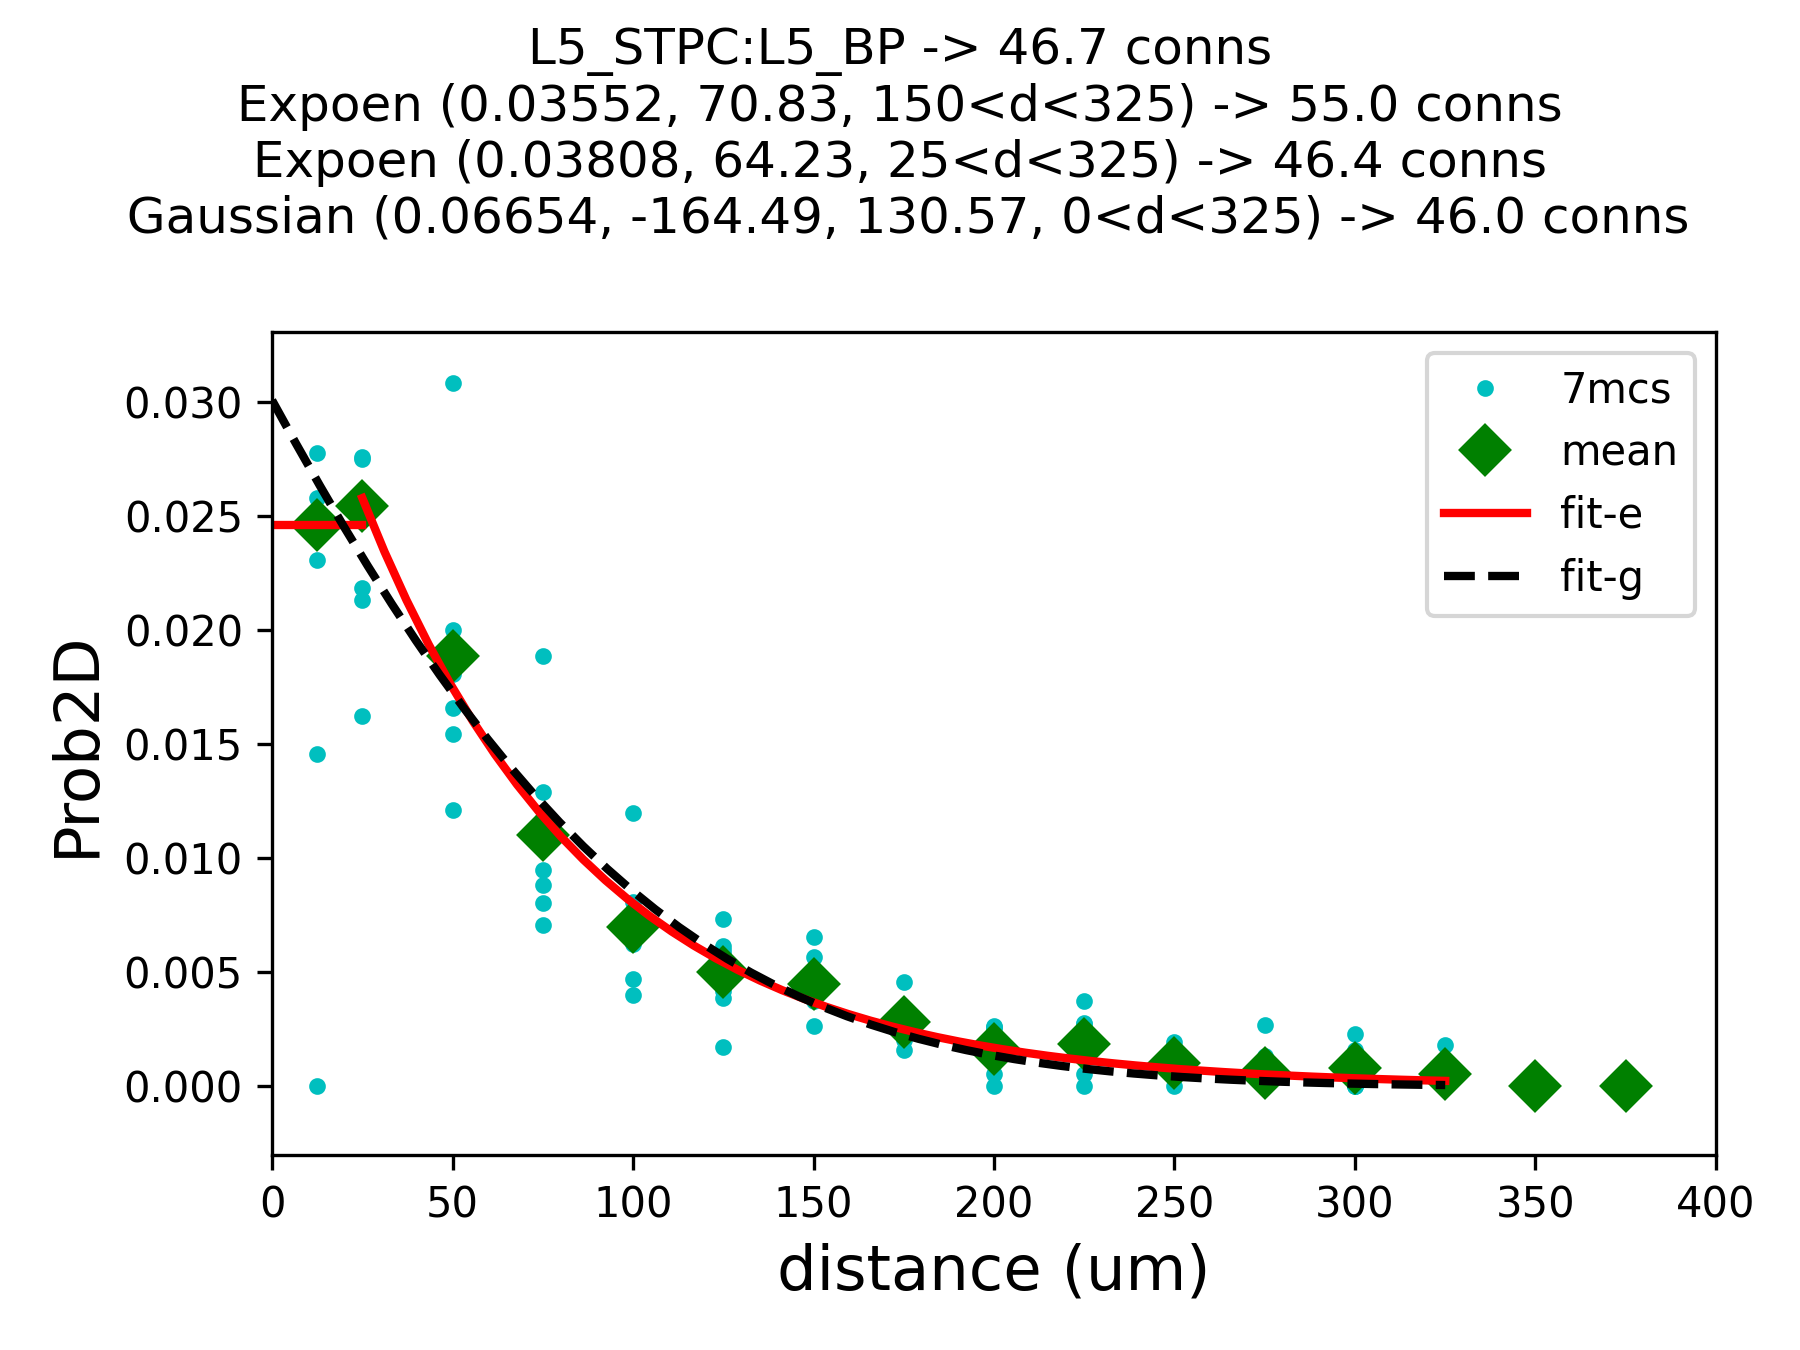 L5_STPC:L5_BP -> 46.7 conns
Expoen (0.03552, 70.83, 150<d<325) -> 55.0 conns
Expoen (0.03808, 64.23, 25<d<325) -> 46.4 conns
Gaussian (0.06654, -164.49, 130.57, 0<d<325) -> 46.0 conns
7mcs
mean
fit-e
fit-g
Prob2D
0.030
0.025
0.020
0.015
0.010
0.005
0.000
0 50 100 150 200 250 300 350 400
distance (um)